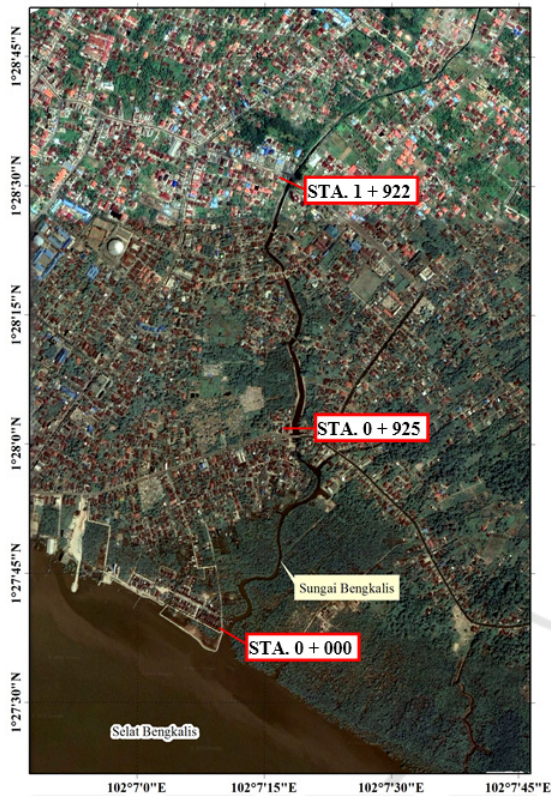 1°28'45"N
1°28'30"N
STA. 1 + 922
1°28'15"N
1°28'0"N
STA. 0 + 925
1°27'45"N
Sungai Bengkalis
STA. 0 + 000
1°27'30"N
Selat Bengkalis
102°7'0"E
102°7'15"E
102°7'30"E
102°7'45"E